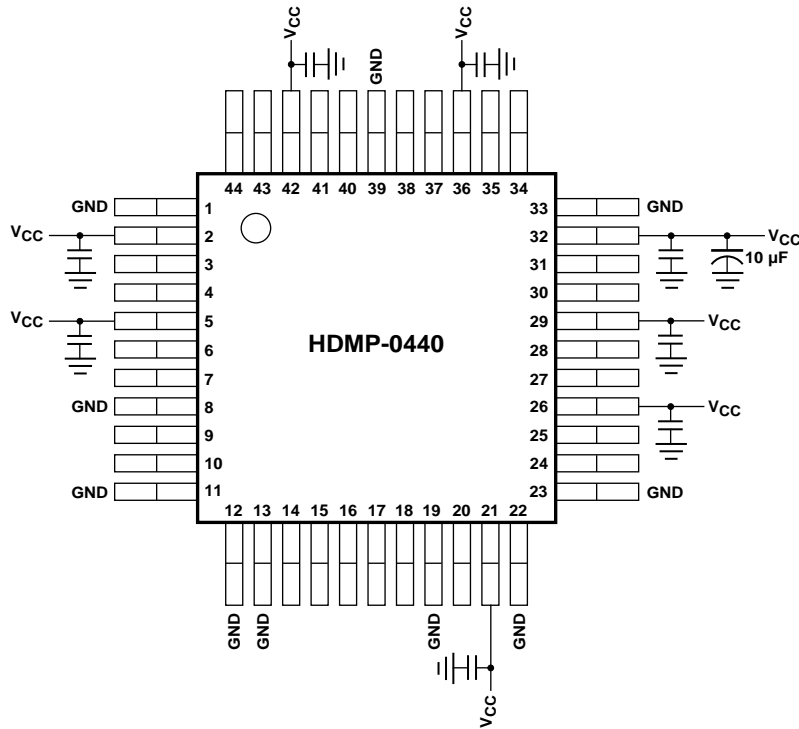 VCC
VCC
GND
44 43 42 41 40 39 38 37 36 35 34
GND 1 33 GND
VCC 2 32 VCC
10 µF
3 31
4 30
VCC 5 29 VCC
6 HDMP-0440 28
7 27
GND 8 26 VCC
9 25
10 24
GND 11 23 GND
12 13 14 15 16 17 18 19 20 21 22
GND GND GND GND
VCC